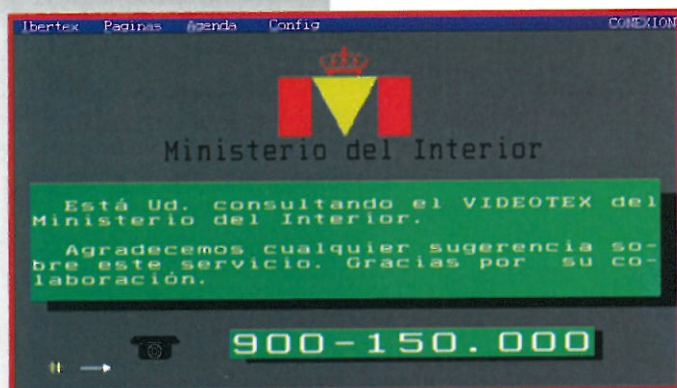 Ibertex Paginas Agenda Config CONEXION
Ministerio del Interior
Está Ud. consultando el VIDEOTEX del
Ministerio del Interior.
Agradecemos cualquier sugerencia so-
bre este servicio. Gracias por su co-
laboración.
900-150.000